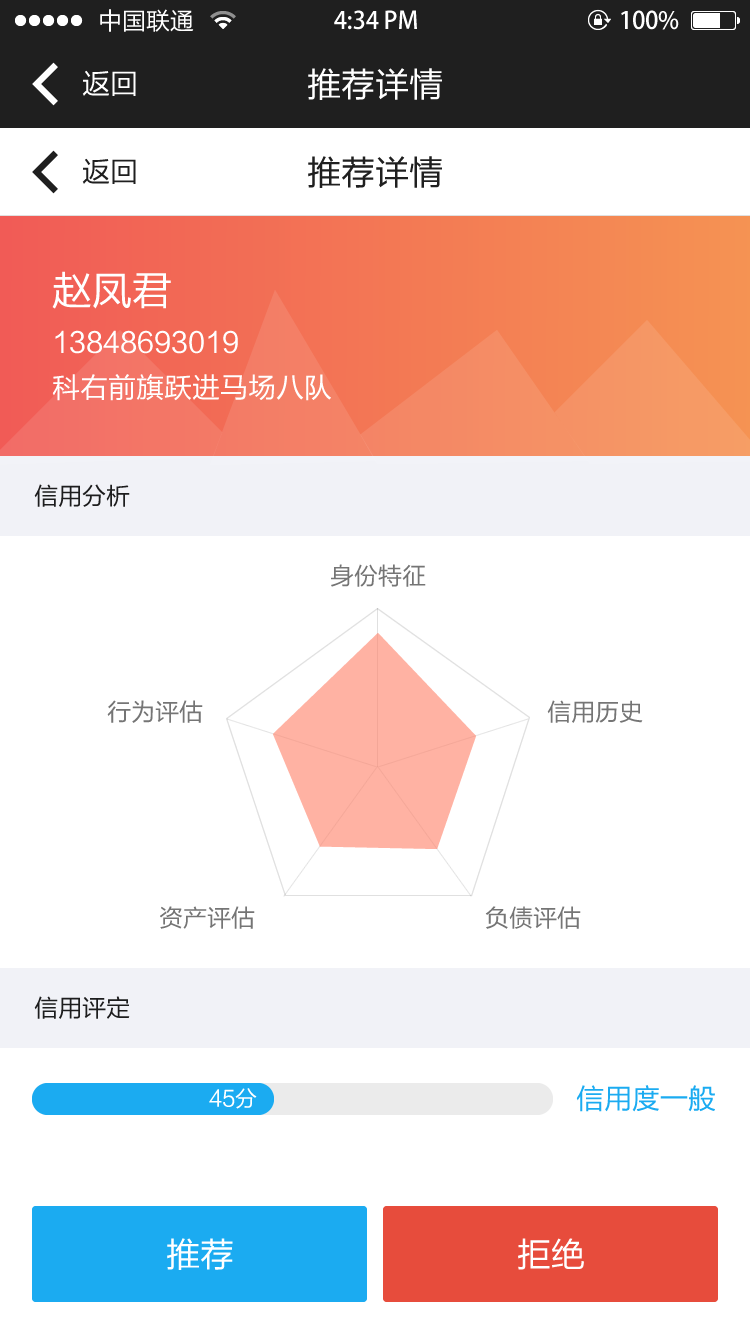 中国联通 4:34 PM 100%
返回 推荐详情
返回 推荐详情
赵凤君
13848693019
科右前旗跃进马场八队
信用分析
身份特征
行为评估 信用历史
资产评估 负债评估
信用评定
45分 信用度一般
推荐 拒绝